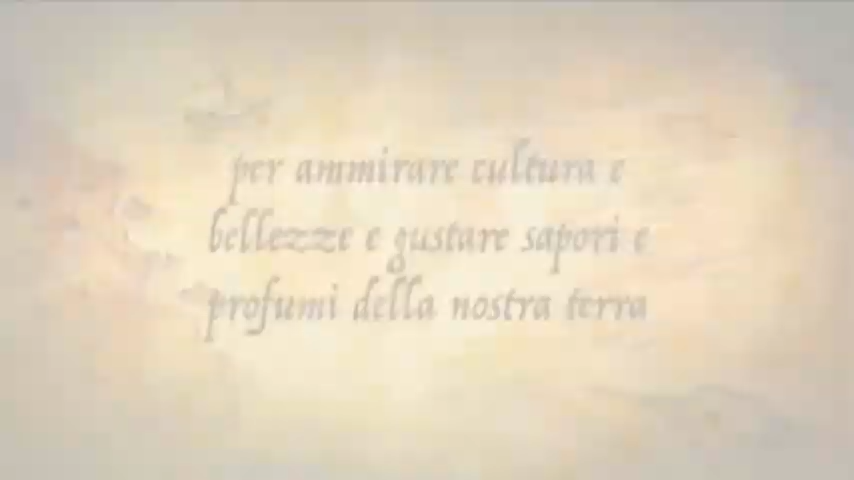 per ammirare cultura e
bellezze e gustare sapori e
profumi della nostra terra